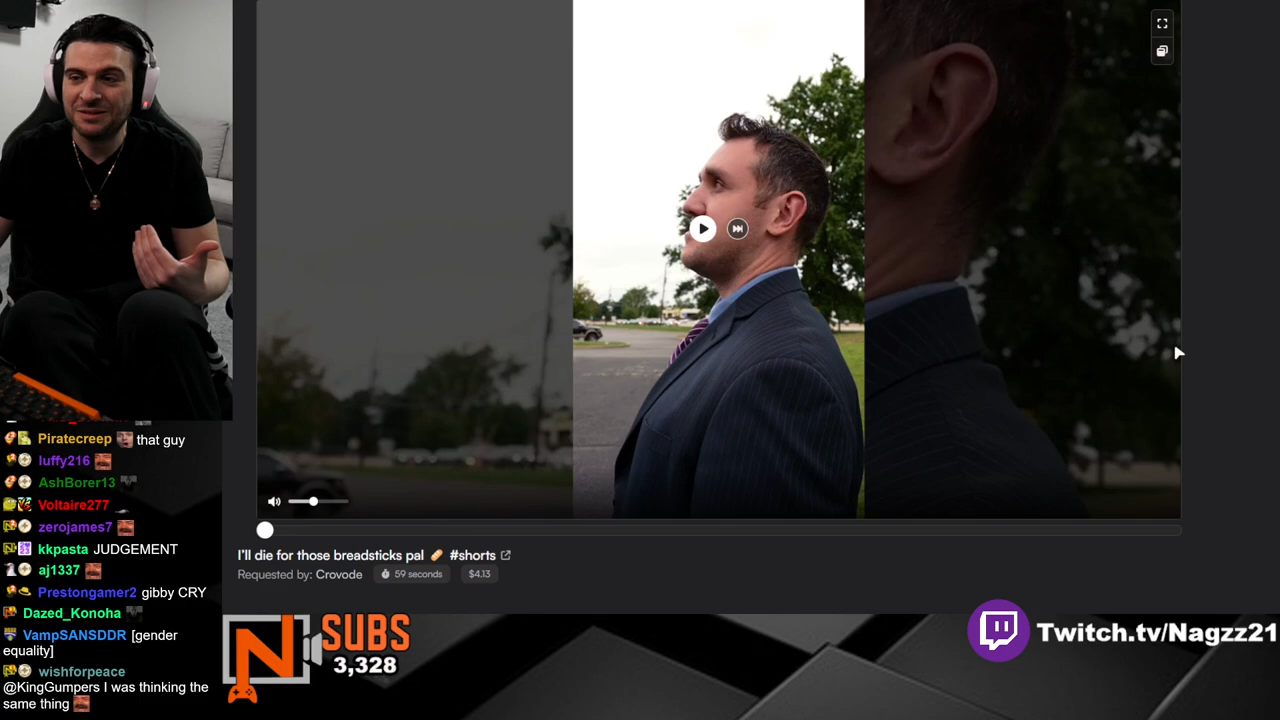 Piratecreep that guy
luffy216
AshBorer13
Voltaire277
zerojames7
kkpasta JUDGEMENT
aj1337
Prestongamer2 gibby CRY
Dazed_Konoha
VampSANSDDR [gender
equality]
wishforpeace
@KingGumpers I was thinking the
same thing
I'll die for those breadsticks pal 🥖 #shorts
Requested by: Crovode 59 seconds $4.13
N SUBS
3,328
Twitch.tv/Nagzz21